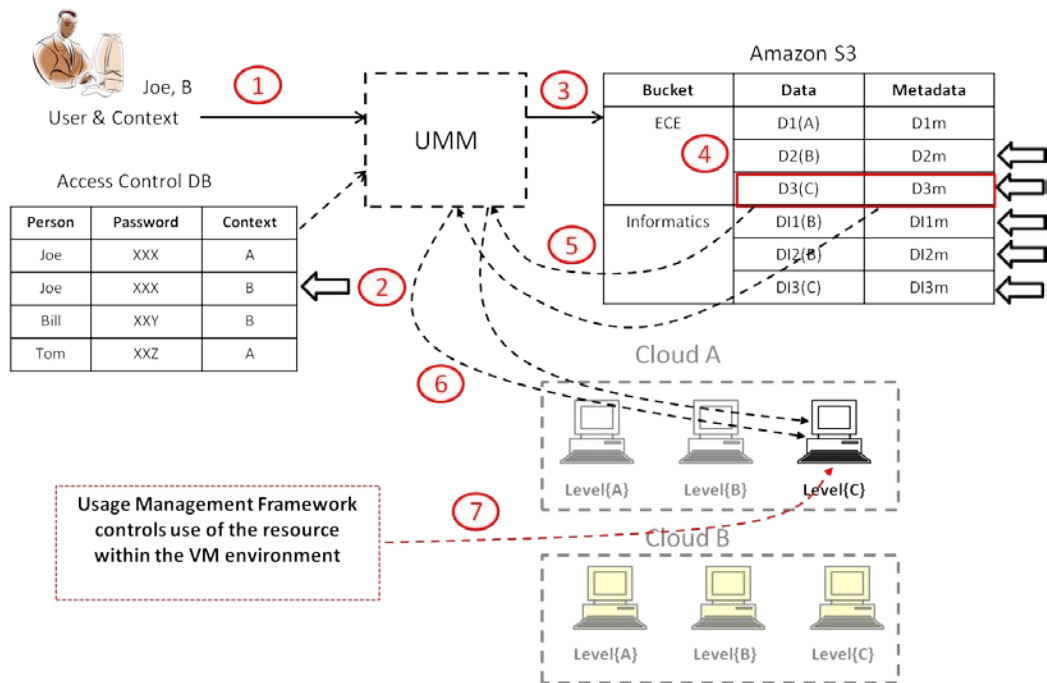 Joe, B
User & Context
1
UMM
3
Amazon S3
Bucket Data Metadata
ECE D1(A) D1m
4 D2(B) D2m
D3(C) D3m
Informatics DI1(B) DI1m
DI2(B) DI2m
DI3(C) DI3m
5
Access Control DB
Person Password Context
Joe XXX A
Joe XXX B
Bill XXY B
Tom XXZ A
2
6
Cloud A
Level{A} Level{B} Level{C}
Usage Management Framework
controls use of the resource
within the VM environment
7
Cloud B
Level{A} Level{B} Level{C}